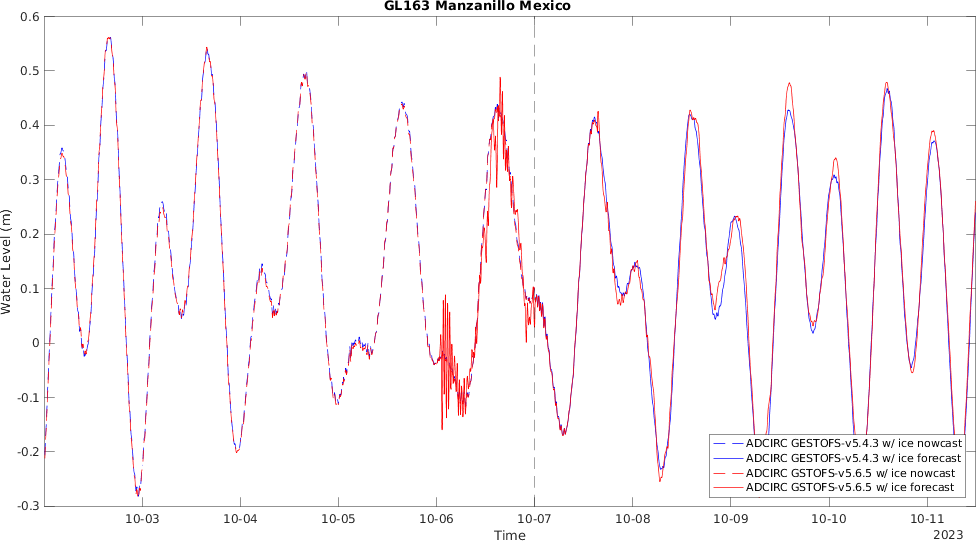 GL163 Manzanillo Mexico
0.6
0.5
0.4
0.3
0.2
0.1
0
-0.1
-0.2
-0.3
Water Level (m)
ADCIRC GESTOFS-v5.4.3 w/ ice nowcast
ADCIRC GESTOFS-v5.4.3 w/ ice forecast
ADCIRC GSTOFS-v5.6.5 w/ ice nowcast
ADCIRC GSTOFS-v5.6.5 w/ ice forecast
10-03 10-04 10-05 10-06 10-07 10-08 10-09 10-10 10-11
Time
2023